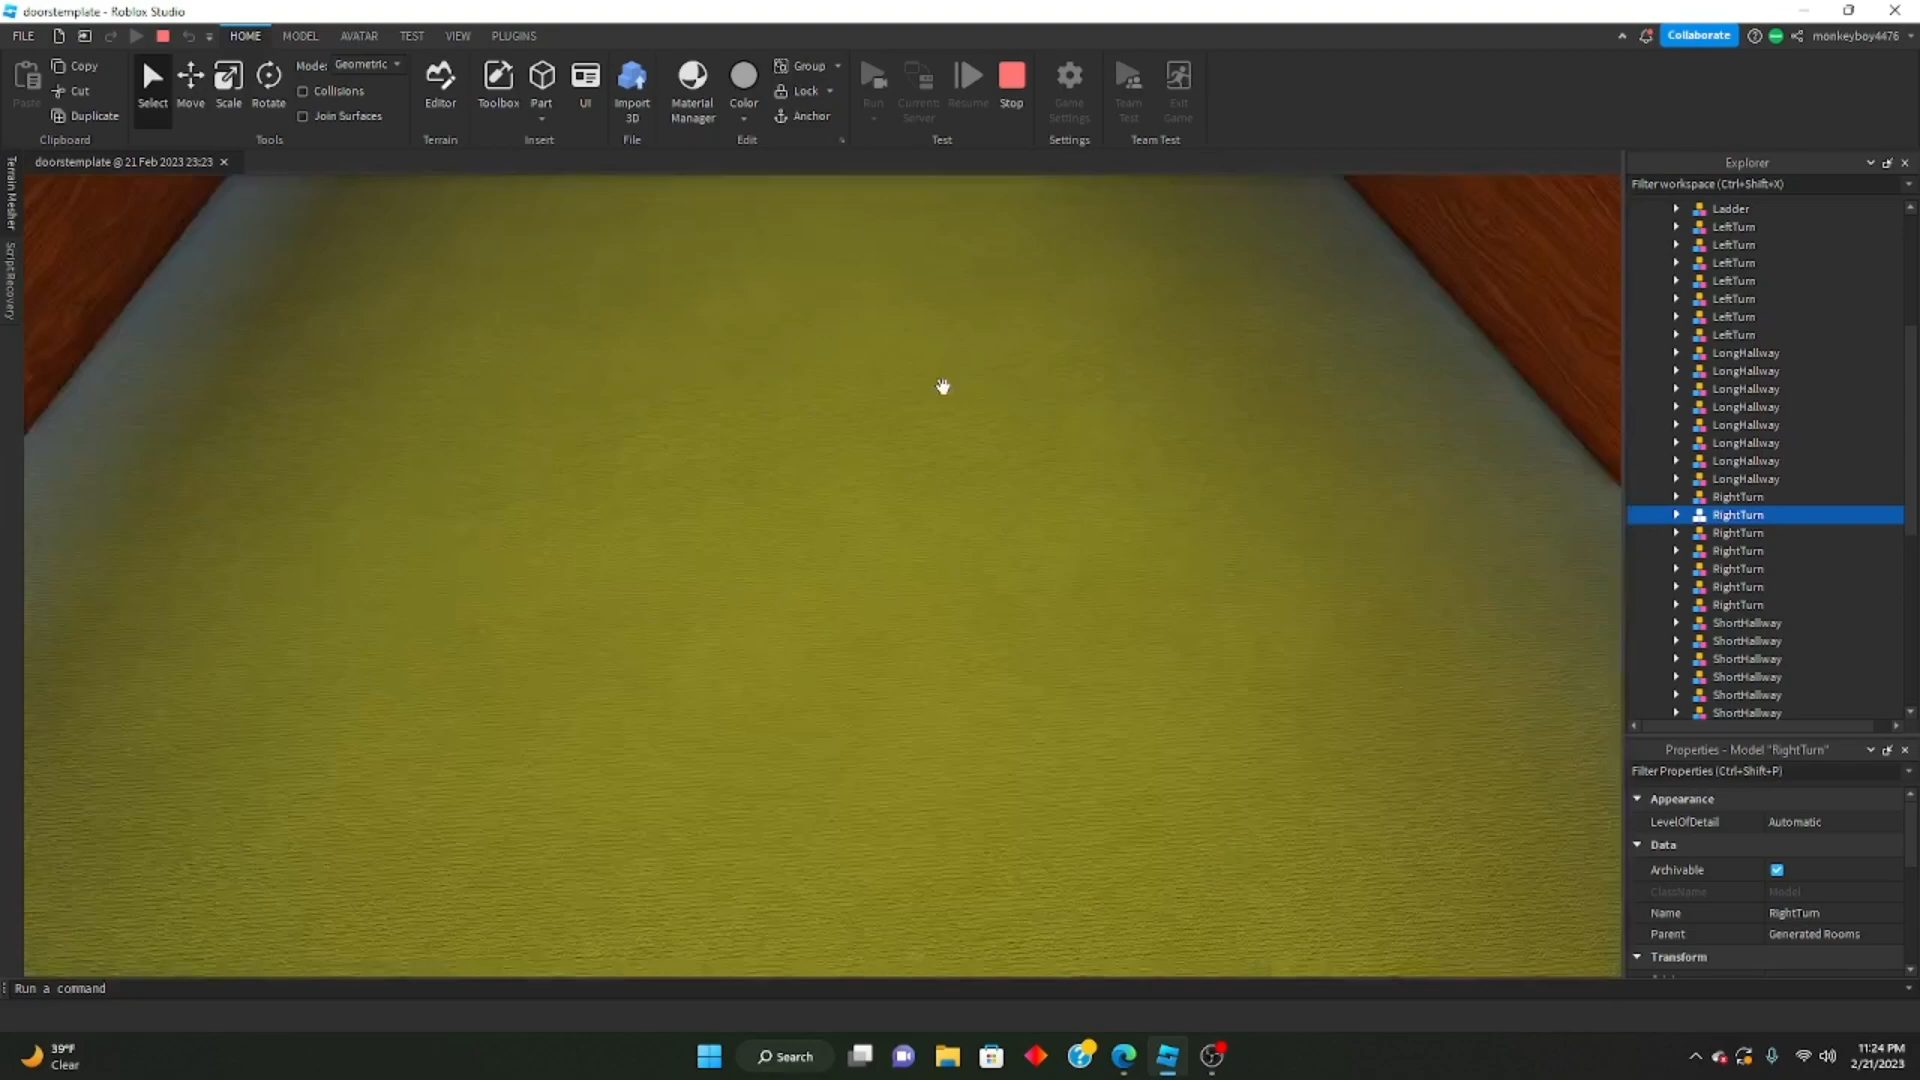 doorstemplate - Roblox Studio
FILE HOME MODEL AVATAR TEST VIEW PLUGINS Collaborate monkeyboy4476
Copy Mode: Geometric Group
Cut Collisions Lock
Paste Duplicate Select Move Scale Rotate Join Surfaces Editor Toolbox Part UI Import 3D Material Manager Color Anchor Run Current: Server Resume Stop Game Settings Team Test Exit Game
Clipboard Tools Terrain Insert File Edit Test Settings Team Test
doorstemplate @ 21 Feb 2023 23:23
Terrain Mesher
Script Recovery
Explorer
Filter workspace (Ctrl+Shift+X)
Ladder
LeftTurn
LeftTurn
LeftTurn
LeftTurn
LeftTurn
LeftTurn
LeftTurn
LongHallway
LongHallway
LongHallway
LongHallway
LongHallway
LongHallway
LongHallway
LongHallway
RightTurn
RightTurn
RightTurn
RightTurn
RightTurn
RightTurn
RightTurn
ShortHallway
ShortHallway
ShortHallway
ShortHallway
ShortHallway
ShortHallway
Properties - Model "RightTurn"
Filter Properties (Ctrl+Shift+P)
Appearance
LevelOfDetail Automatic
Data
Archivable
ClassName Model
Name RightTurn
Parent Generated Rooms
Transform
Run a command
39°F
Clear
Search
11:24 PM
2/21/2023